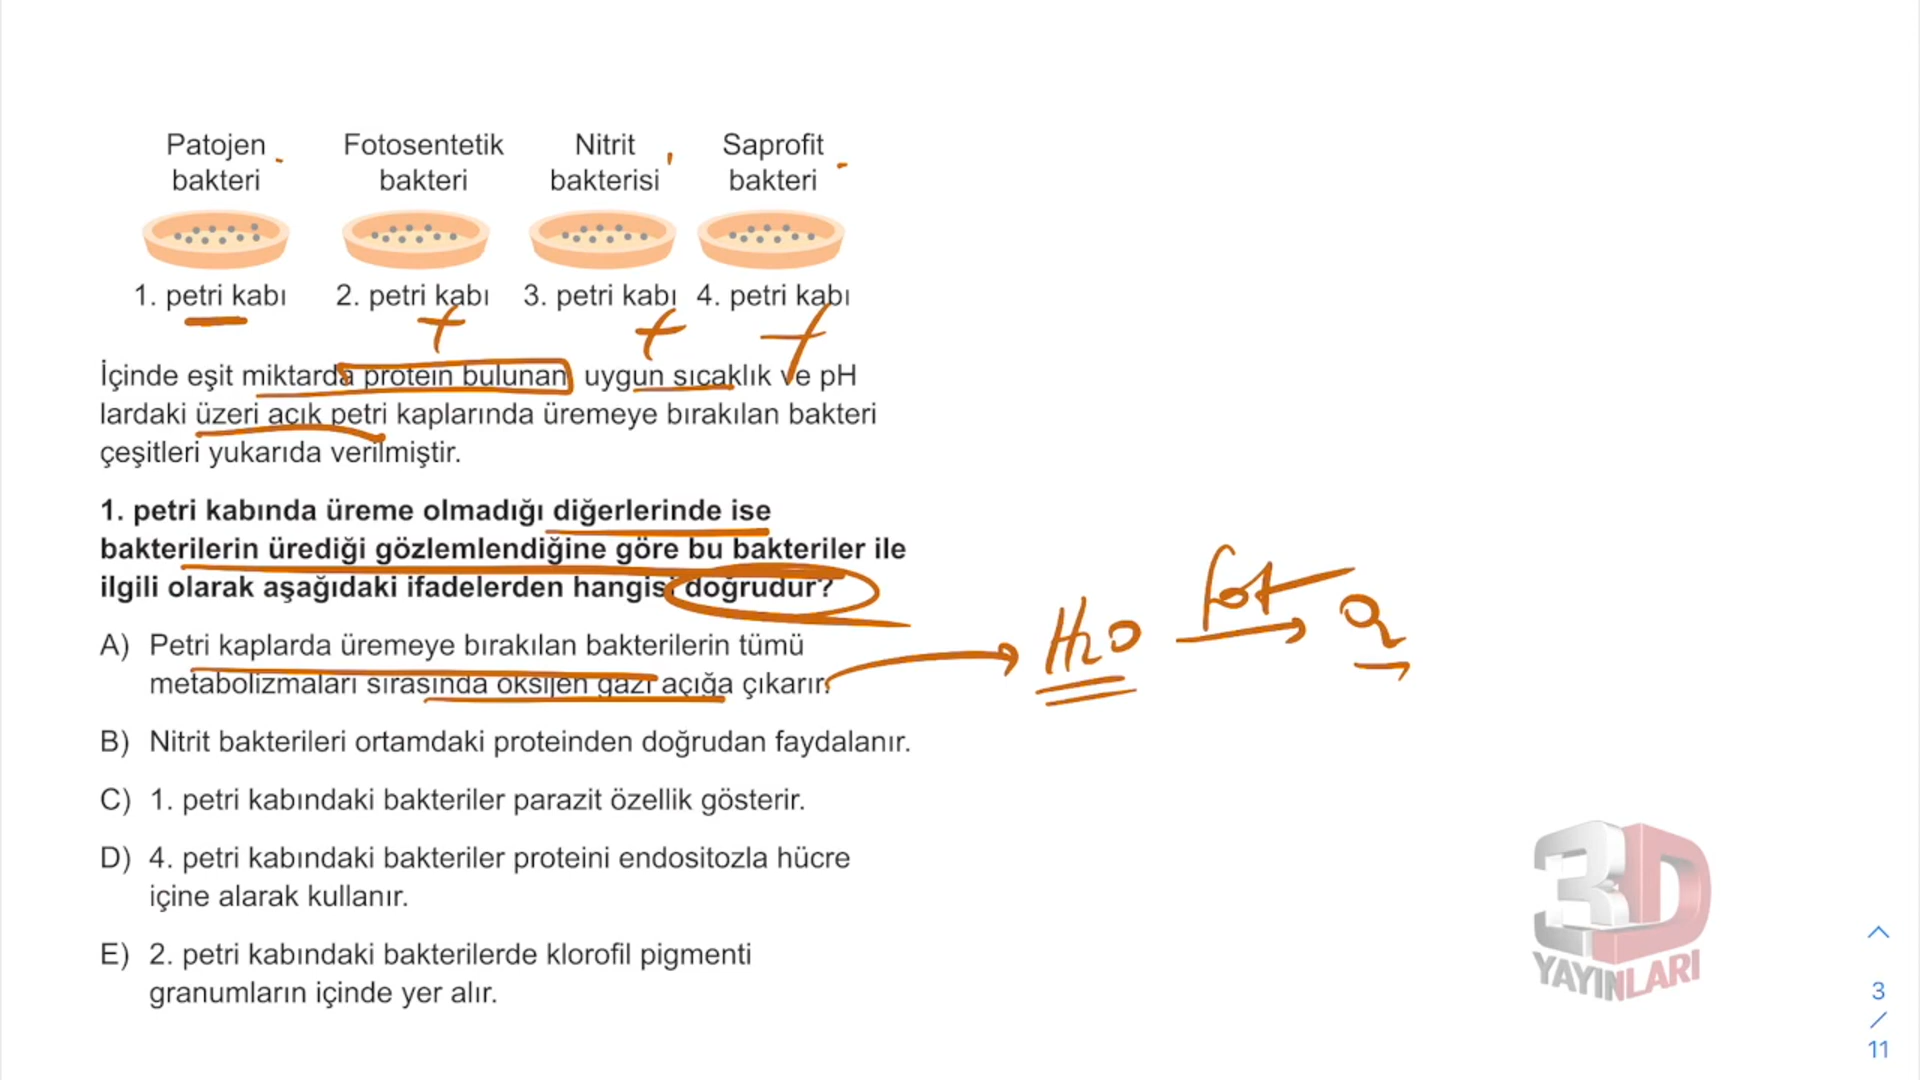 Patojen bakteri
Fotosentetik bakteri
Nitrit bakterisi
Saprofit bakteri
1. petri kabı
2. petri kabı
3. petri kabı
4. petri kabı
İçinde eşit miktarda protein bulunan uygun sıcaklık ve pH
lardaki üzeri açık petri kaplarında üremeye bırakılan bakteri
çeşitleri yukarıda verilmiştir.
1. petri kabında üreme olmadığı diğerlerinde ise
bakterilerin ürediği gözlemlendiğine göre bu bakteriler ile
ilgili olarak aşağıdaki ifadelerden hangisi doğrudur?
A) Petri kaplarda üremeye bırakılan bakterilerin tümü
metabolizmaları sırasında oksijen gazı açığa çıkarır.
H2O fot O2
B) Nitrit bakterileri ortamdaki proteinden doğrudan faydalanır.
C) 1. petri kabındaki bakteriler parazit özellik gösterir.
D) 4. petri kabındaki bakteriler proteini endositozla hücre
içine alarak kullanır.
E) 2. petri kabındaki bakterilerde klorofil pigmenti
granumların içinde yer alır.
3D
YAYINLARI
3
/
11